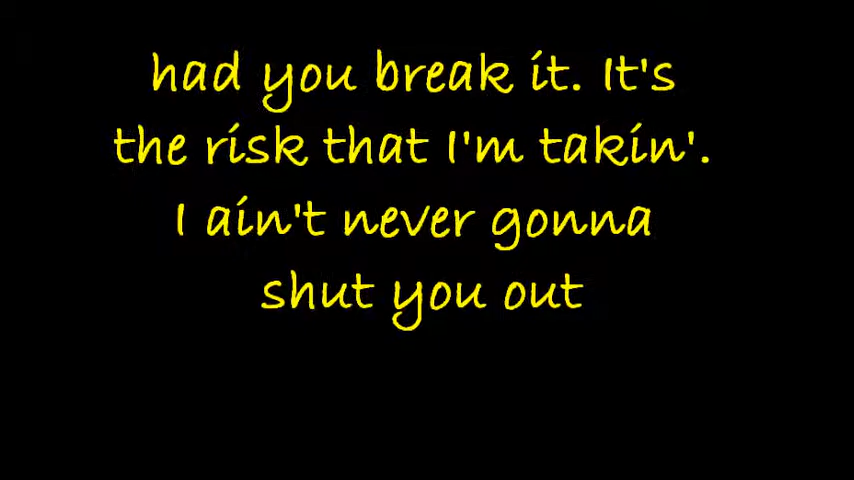 had you break it. It's
the risk that I'm takin'.
I ain't never gonna
shut you out